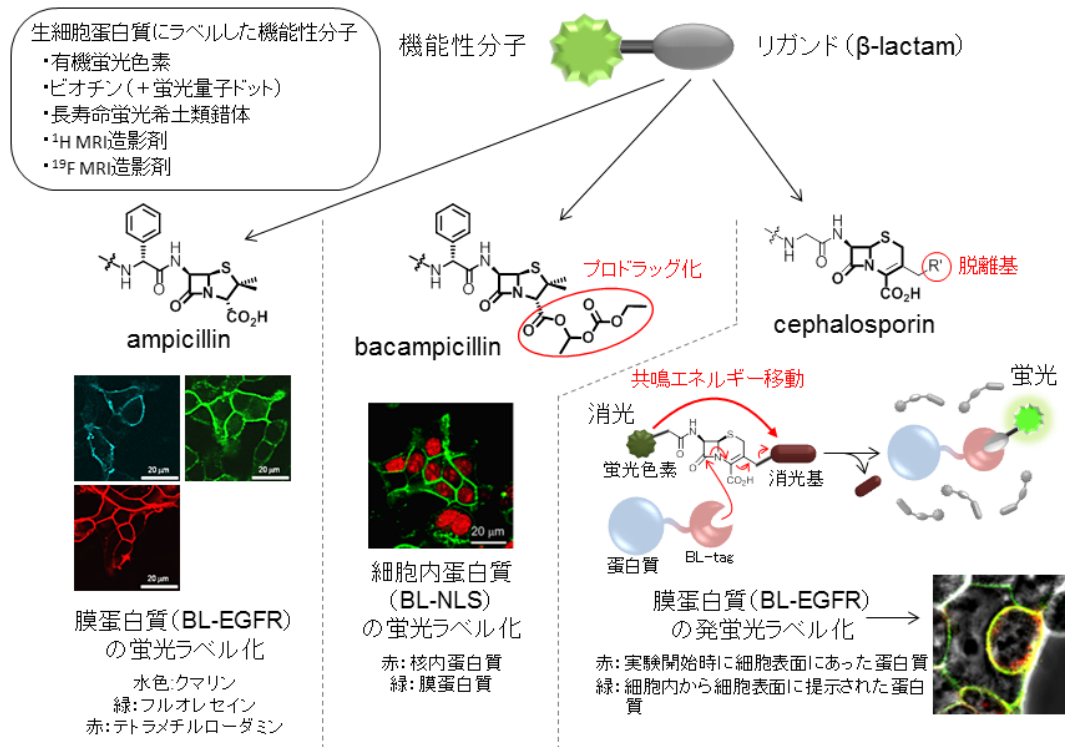 生細胞蛋白質にラベルした機能性分子
・有機蛍光色素
・ビオチン（＋蛍光量子ドット）
・長寿命蛍光希土類錯体
・¹H MRI造影剤
・¹⁹F MRI造影剤
機能性分子
リガンド（β-lactam）
N
H
O
H
N
S
O
N
CO₂H
ampicillin
N
H
O
H
N
S
O
N
O
O
O
O
O
プロドラッグ化
bacampicillin
N
H
O
H
N
S
O
N
CO₂H
R'
脱離基
cephalosporin
20 μm
20 μm
20 μm
膜蛋白質（BL-EGFR）
の蛍光ラベル化
水色:クマリン
緑：フルオレセイン
赤：テトラメチルローダミン
20 μm
細胞内蛋白質
（BL-NLS）
の蛍光ラベル化
赤：核内蛋白質
緑：膜蛋白質
共鳴エネルギー移動
消光
蛍光色素
O
H
N
S
O
N
CO₂H
消光基
蛍光
蛋白質
BL-tag
膜蛋白質（BL-EGFR）
の発蛍光ラベル化
赤：実験開始時に細胞表面にあった蛋白質
緑：細胞内から細胞表面に提示された蛋白
質